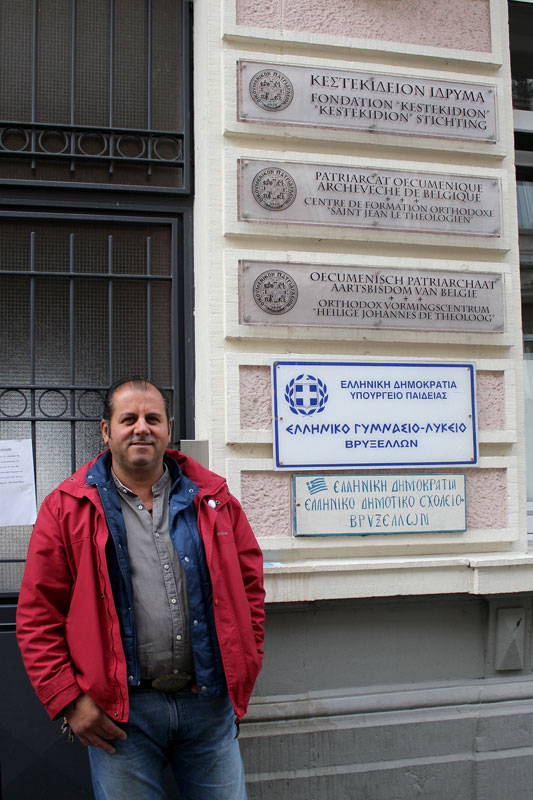 ΚΕΣΤΕΚΙΔΕΙΟΝ ΙΔΡΥΜΑ
FONDATION "KESTEKIDION"
"KESTEKIDION" STICHTING
PATRIARCAT OECUMENIQUE
ARCHEVECHE DE BELGIQUE
CENTRE DE FORMATION ORTHODOXE
"SAINT JEAN LE THEOLOGIEN"
OECUMENISCH PATRIARCHAAT
AARTSBISDOM VAN BELGIE
ORTHODOX VORMINGSCENTRUM
"HEILIGE JOHANNES DE THEOLOOG"
ΕΛΛΗΝΙΚΗ ΔΗΜΟΚΡΑΤΙΑ
ΥΠΟΥΡΓΕΙΟ ΠΑΙΔΕΙΑΣ
ΕΛΛΗΝΙΚΟ ΓΥΜΝΑΣΙΟ-ΛΥΚΕΙΟ
ΒΡΥΞΕΛΛΩΝ
ΕΛΛΗΝΙΚΗ ΔΗΜΟΚΡΑΤΙΑ
ΕΛΛΗΝΙΚΟ ΔΗΜΟΤΙΚΟ ΣΧΟΛΕΙΟ
ΒΡΥΞΕΛΛΩΝ